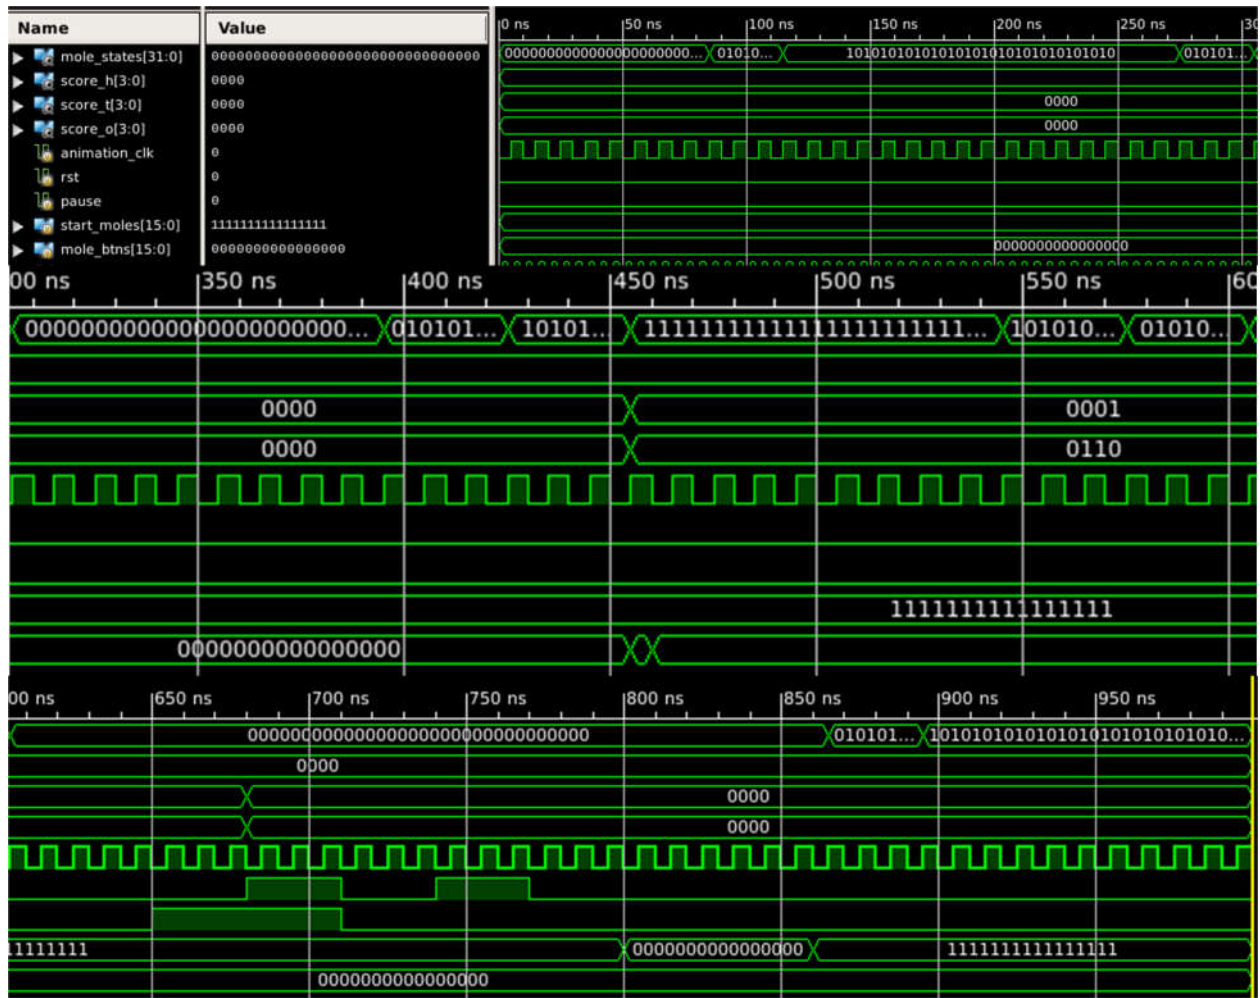 Name Value 0 ns 50 ns 100 ns 150 ns 200 ns 250 ns 30
mole_states[31:0] 00000000000000000000000000000000 00000000000000000000000... 01010... 10101010101010101010101010101010 010101...
score_h[3:0] 0000
score_t[3:0] 0000 0000
score_o[3:0] 0000 0000
animation_clk 0
rst 0
pause 0
start_moles[15:0] 1111111111111111
mole_btns[15:0] 0000000000000000 0000000000000000
00 ns 350 ns 400 ns 450 ns 500 ns 550 ns 60
00000000000000000000000... 010101... 10101... 11111111111111111111111... 101010... 01010...
0000 0001
0000 0110
1111111111111111
0000000000000000
00 ns 650 ns 700 ns 750 ns 800 ns 850 ns 900 ns 950 ns
00000000000000000000000000000000 010101... 1010101010101010101010101010...
0000
0000
0000
11111111 0000000000000000 1111111111111111
0000000000000000